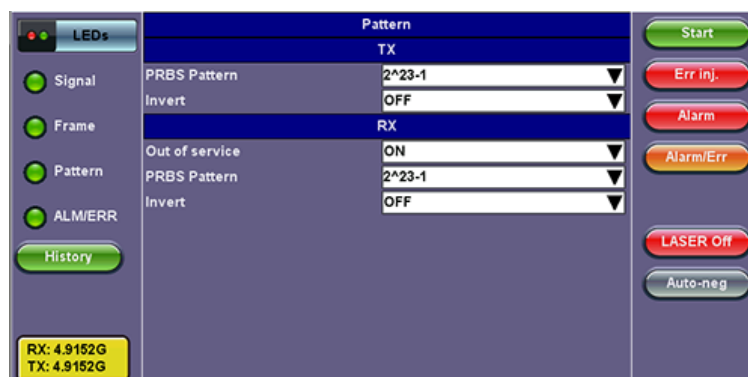 LEDs
Signal
Frame
Pattern
ALM/ERR
History
RX: 4.9152G
TX: 4.9152G
Pattern
TX
PRBS Pattern 2^23-1
Invert OFF
RX
Out of service ON
PRBS Pattern 2^23-1
Invert OFF
Start
Err inj.
Alarm
Alarm/Err
LASER Off
Auto-neg